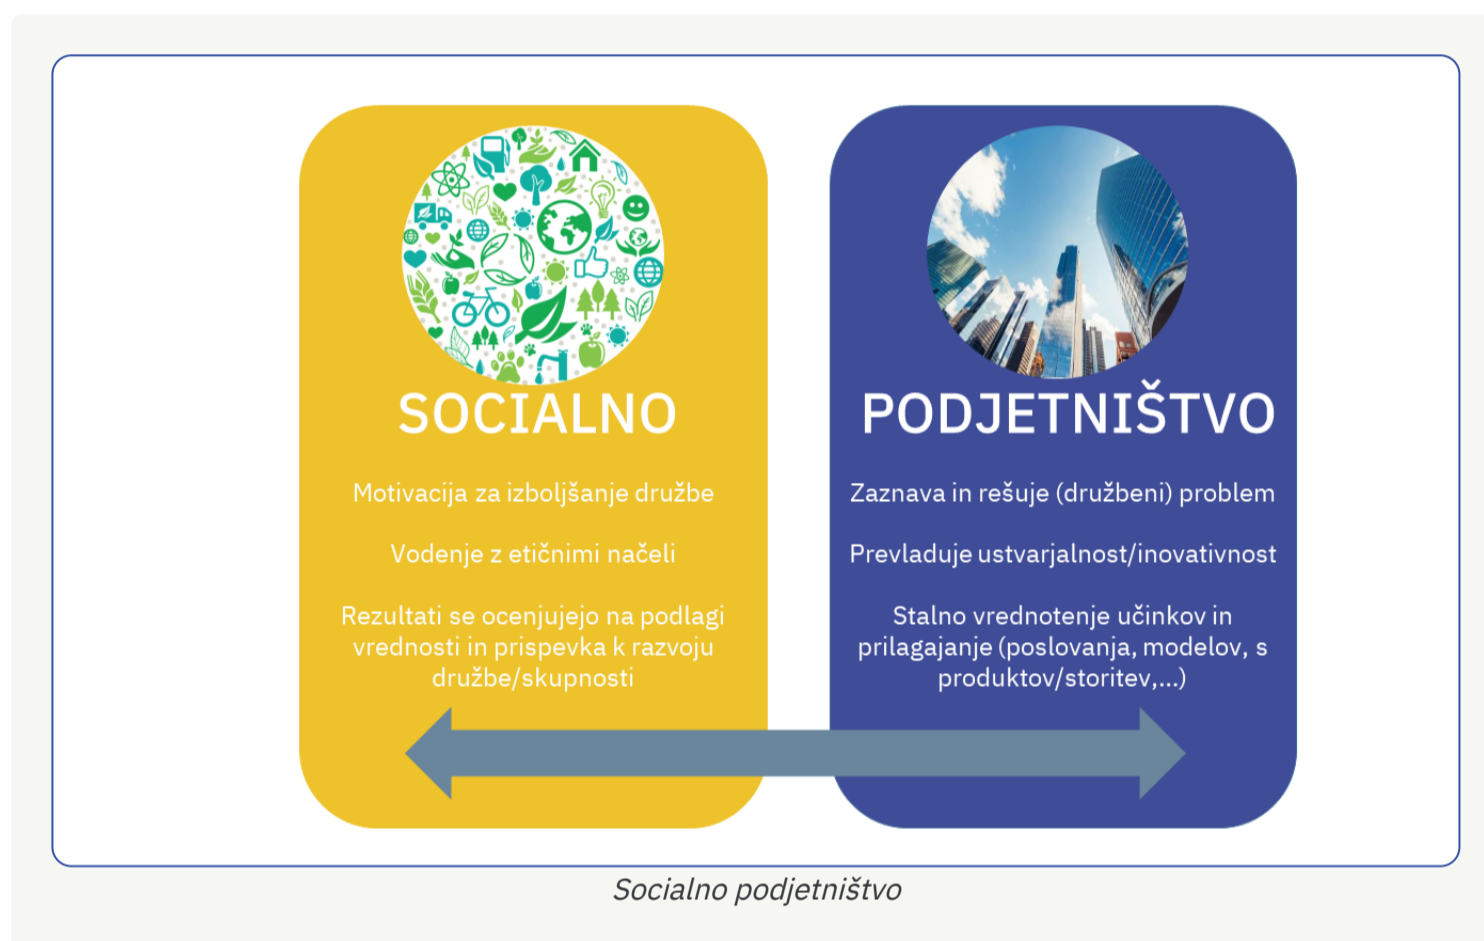 SOCIALNO
Motivacija za izboljšanje družbe
Vodenje z etičnimi načeli
Rezultati se ocenjujejo na podlagi
vrednosti in prispevka k razvoju
družbe/skupnosti
PODJETNIŠTVO
Zaznava in rešuje (družbeni) problem
Prevladuje ustvarjalnost/inovativnost
Stalno vrednotenje učinkov in
prilagajanje (poslovanja, modelov, s
produktov/storitev,...)
Socialno podjetništvo